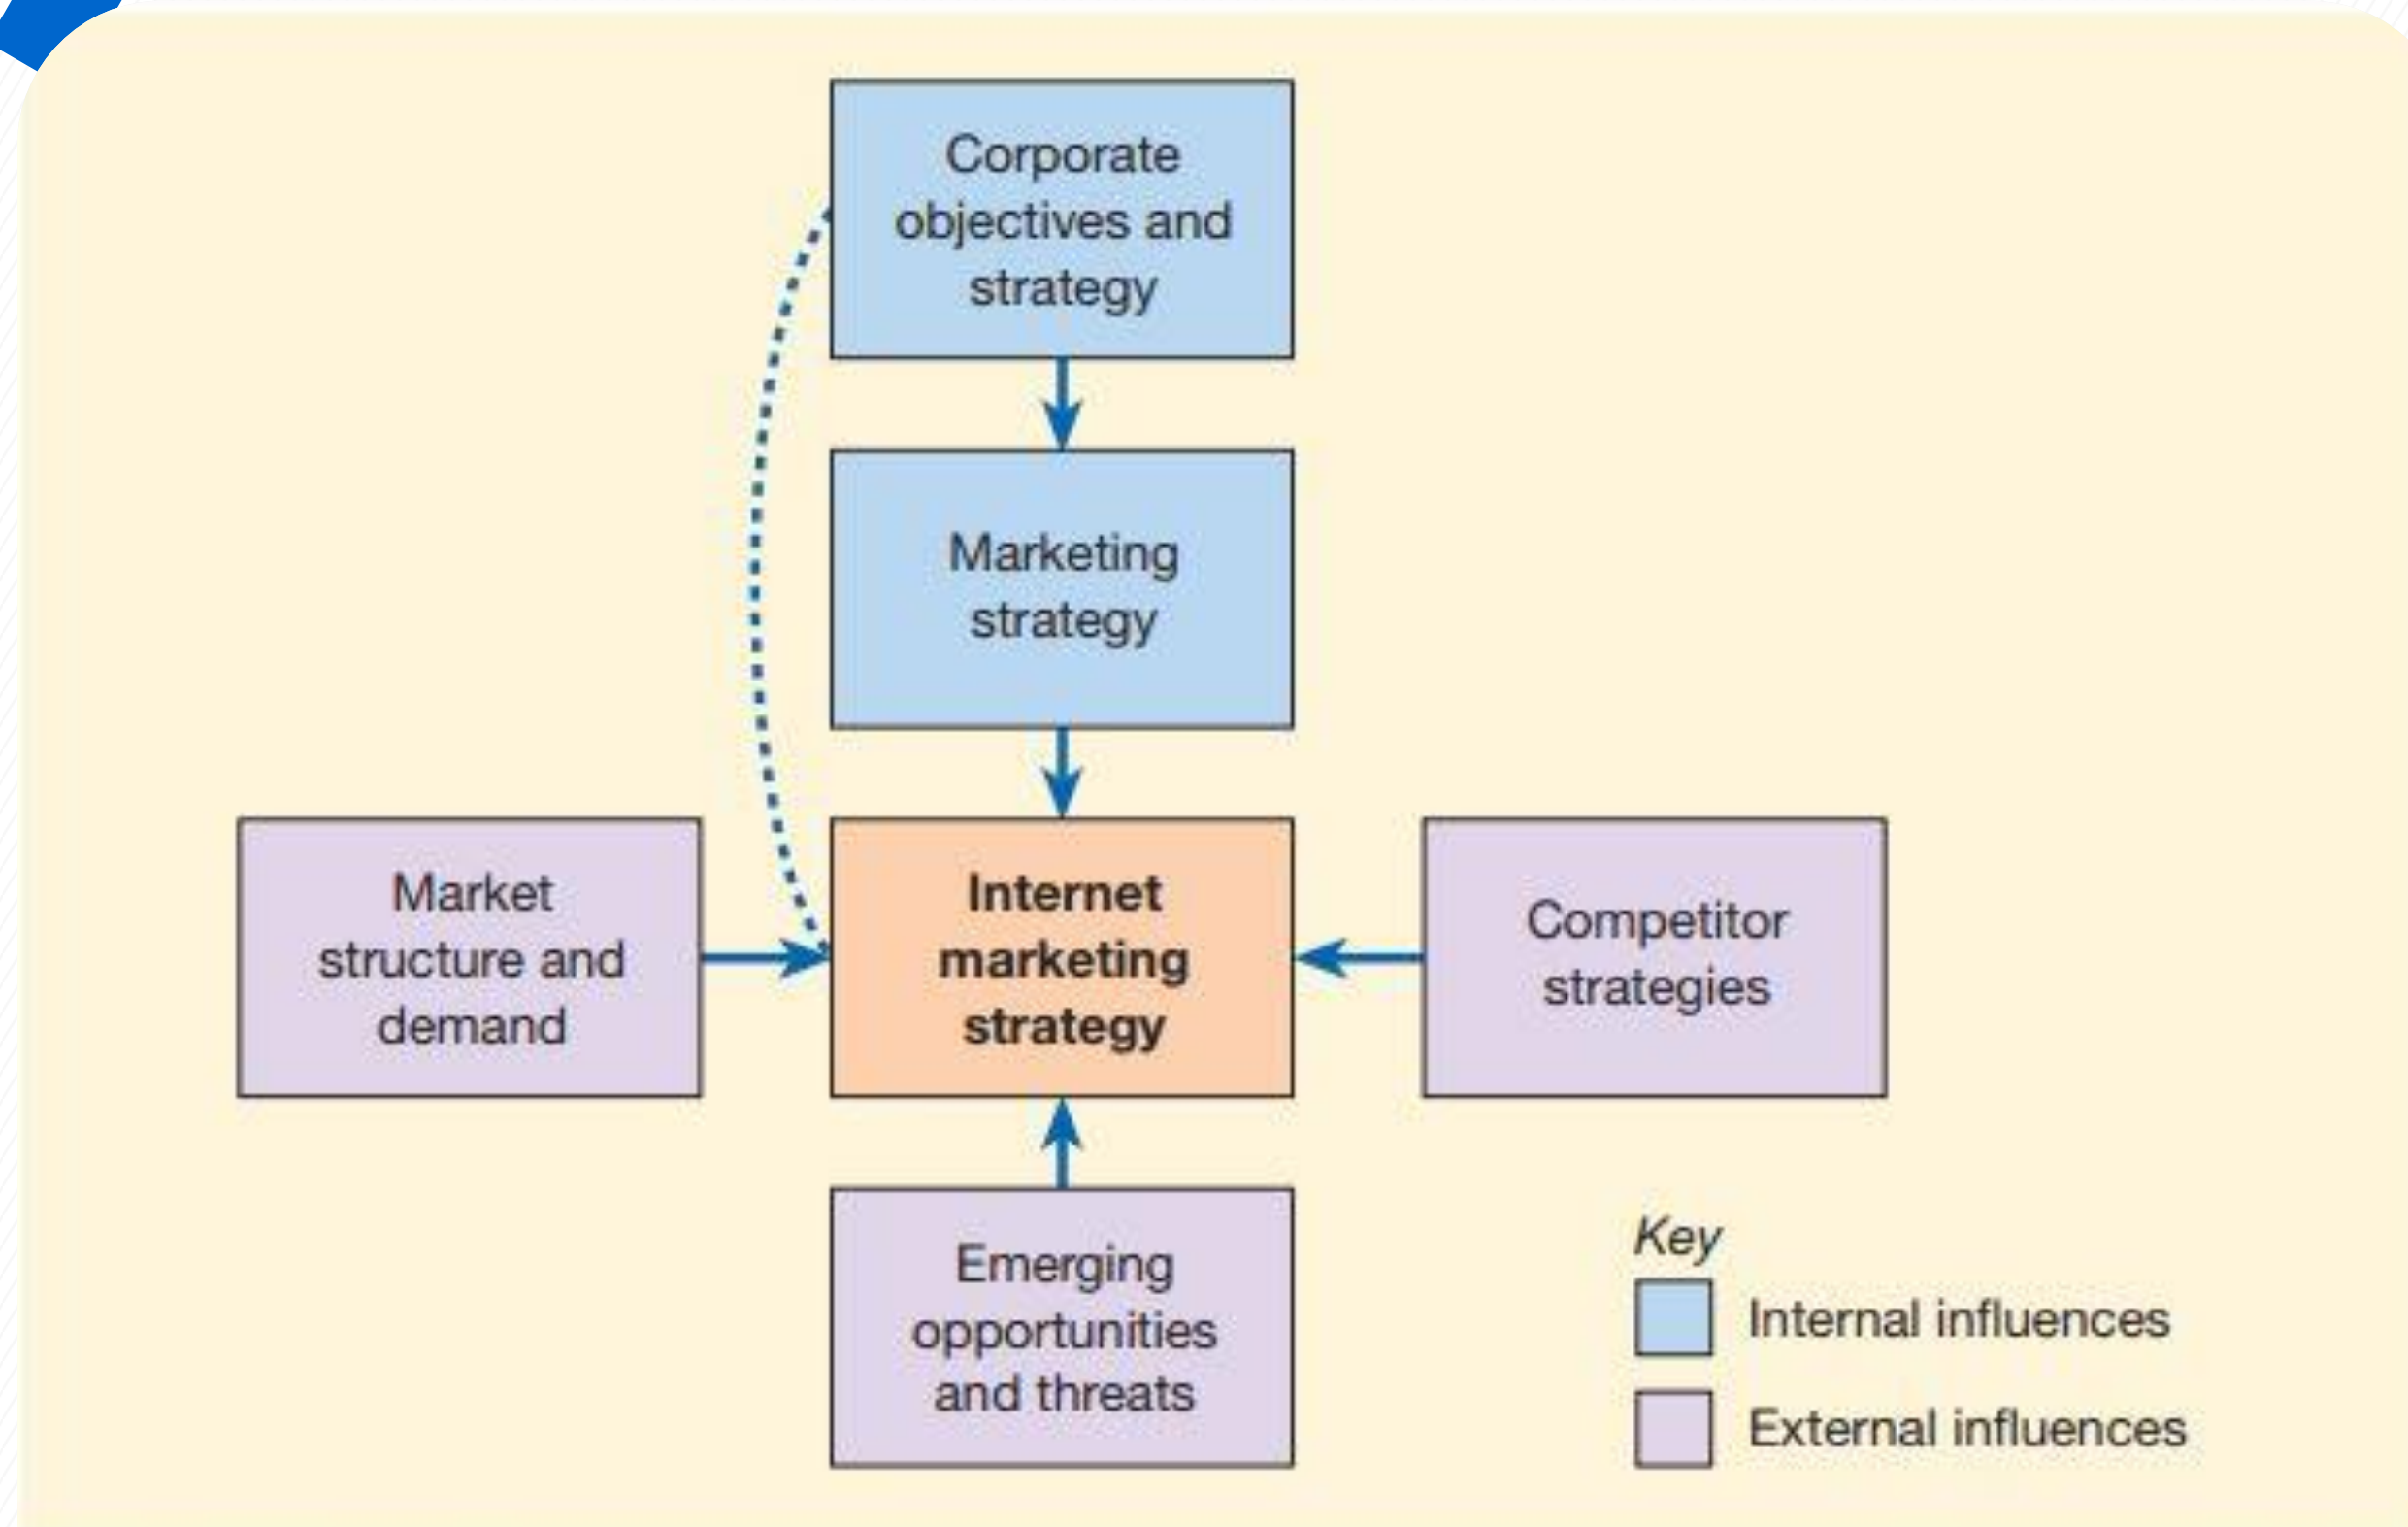 Corporate
objectives and
strategy
Marketing
strategy
Market
structure and
demand
Internet
marketing
strategy
Competitor
strategies
Emerging
opportunities
and threats
Key
Internal influences
External influences